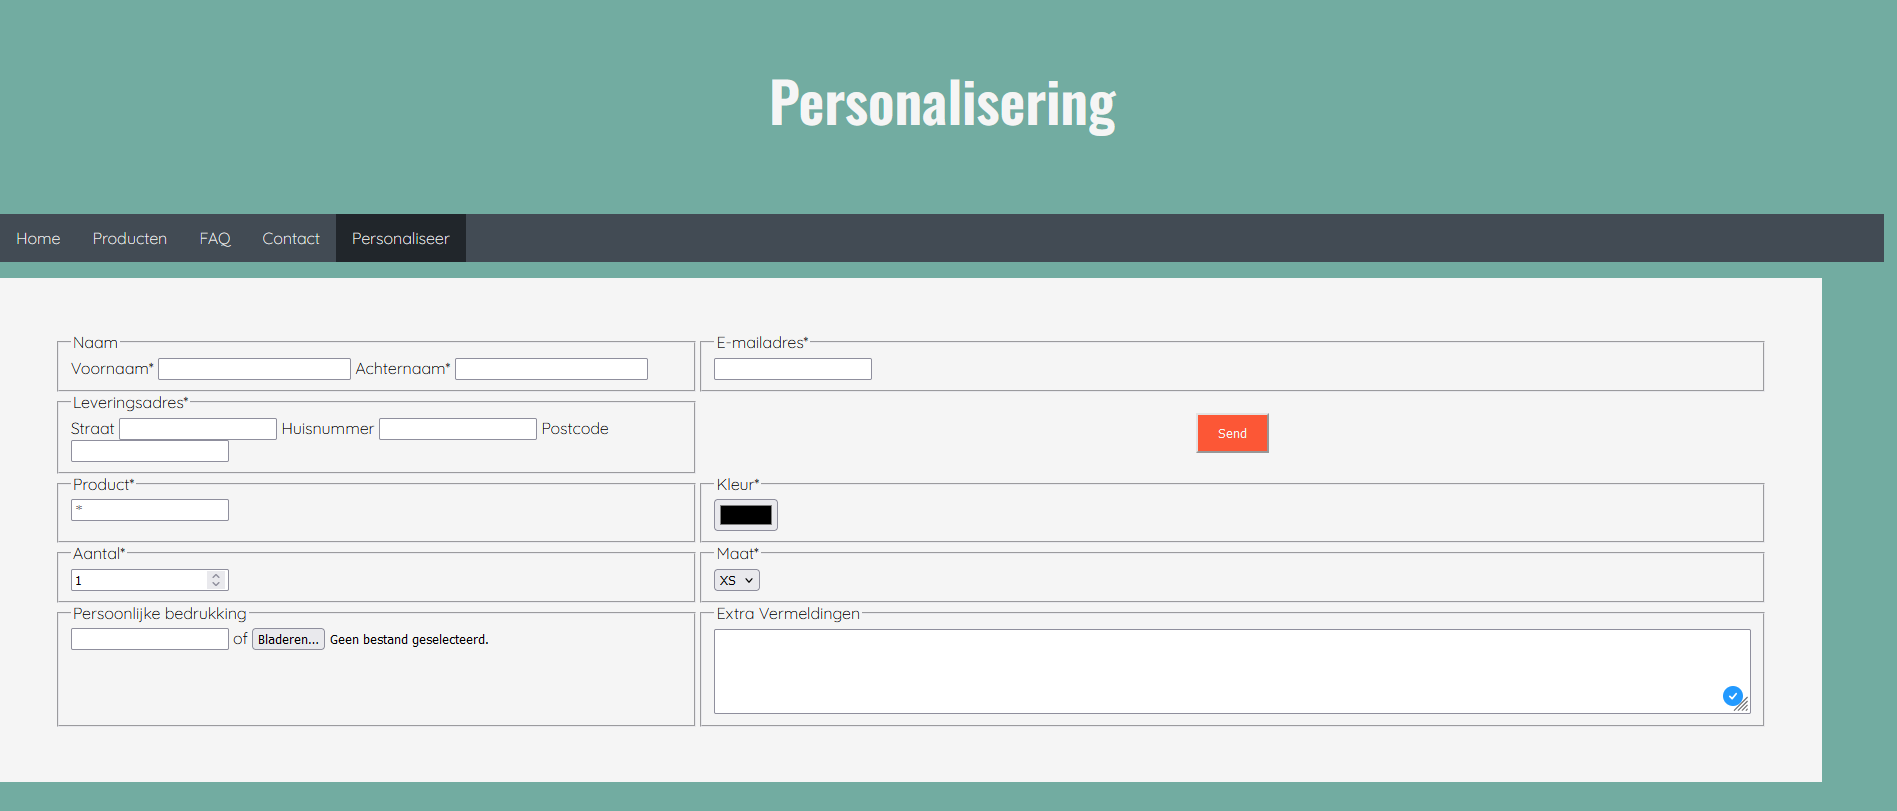 Personalisering
Home Producten FAQ Contact Personaliseer
Naam
Voornaam* Achternaam*
E-mailadres*
Leveringsadres*
Straat Huisnummer Postcode
Send
Product*
*
Kleur*
Aantal*
1
Maat*
XS
Persoonlijke bedrukking
of Bladeren... Geen bestand geselecteerd.
Extra Vermeldingen